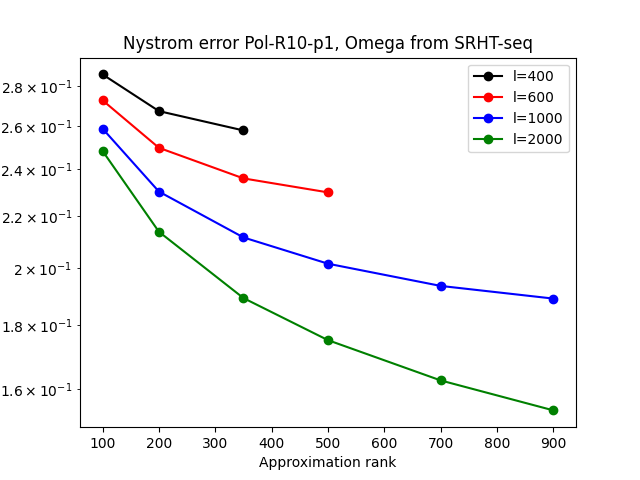 Nystrom error Pol-R10-p1, Omega from SRHT-seq
2.8 × 10⁻¹
2.6 × 10⁻¹
2.4 × 10⁻¹
2.2 × 10⁻¹
2 × 10⁻¹
1.8 × 10⁻¹
1.6 × 10⁻¹
l=400
l=600
l=1000
l=2000
100 200 300 400 500 600 700 800 900
Approximation rank